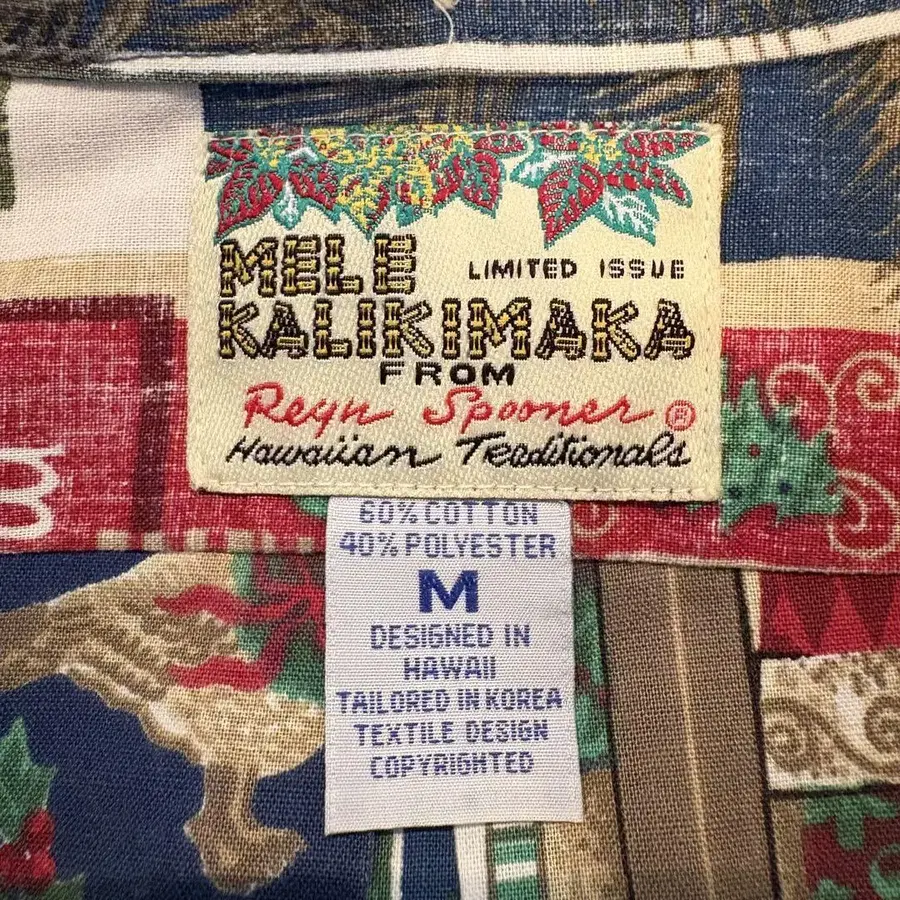 MELE
LIMITED ISSUE
KALIKIMAKA
FROM
Reyn Spooner ®
Hawaiian Traditionals
60% COTTON
40% POLYESTER
M
DESIGNED IN
HAWAII
TAILORED IN KOREA
TEXTILE DESIGN
COPYRIGHTED